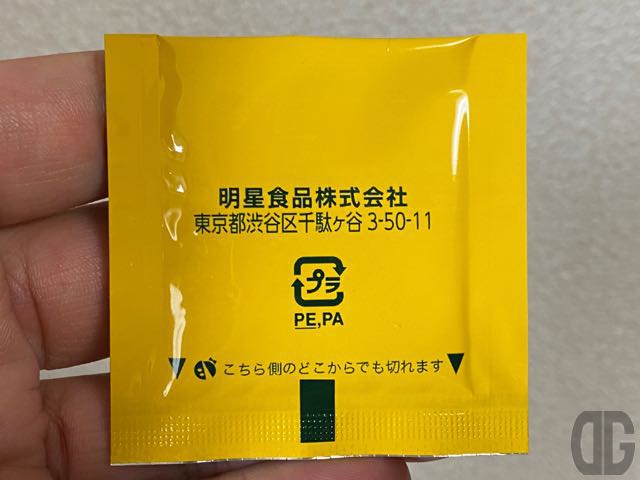 明星食品株式会社
東京都渋谷区千駄ヶ谷 3-50-11
プラ
PE,PA
こちら側のどこからでも切れます
DG